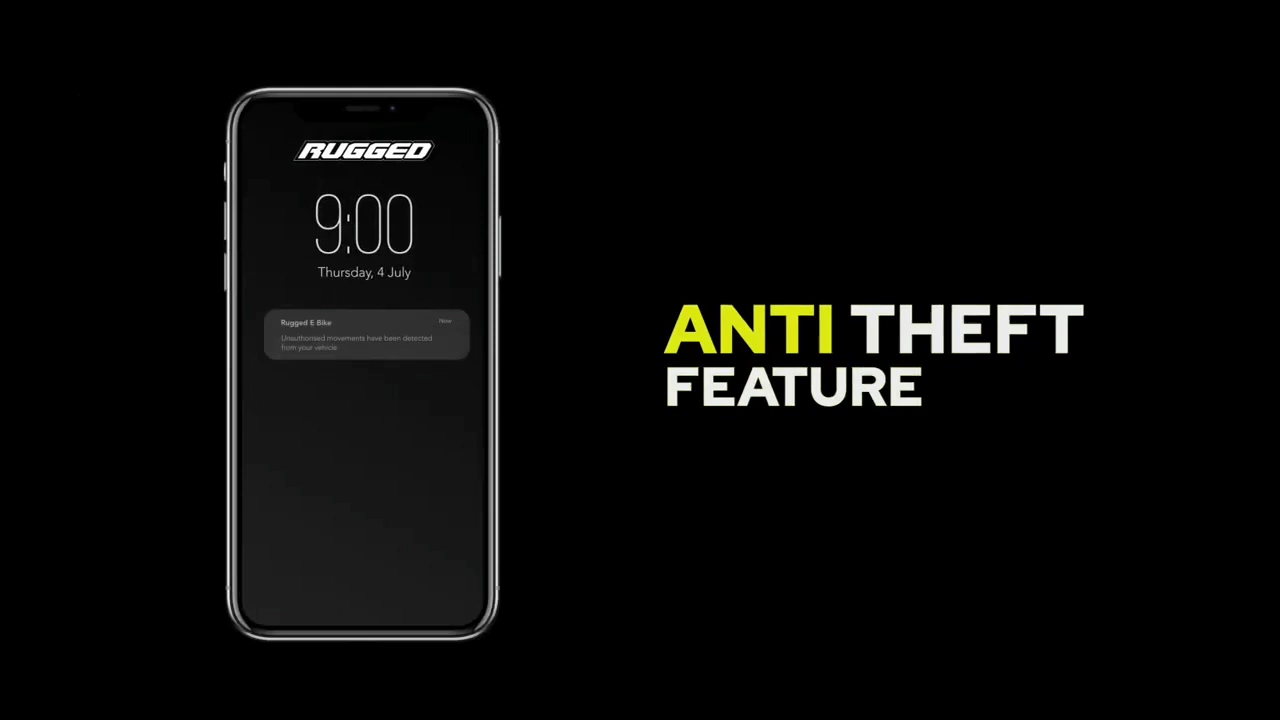 RUGGED
9:00
Thursday, 4 July
Rugged E Bike
Now
Unauthorised movements have been detected
from your vehicle
ANTI THEFT
FEATURE